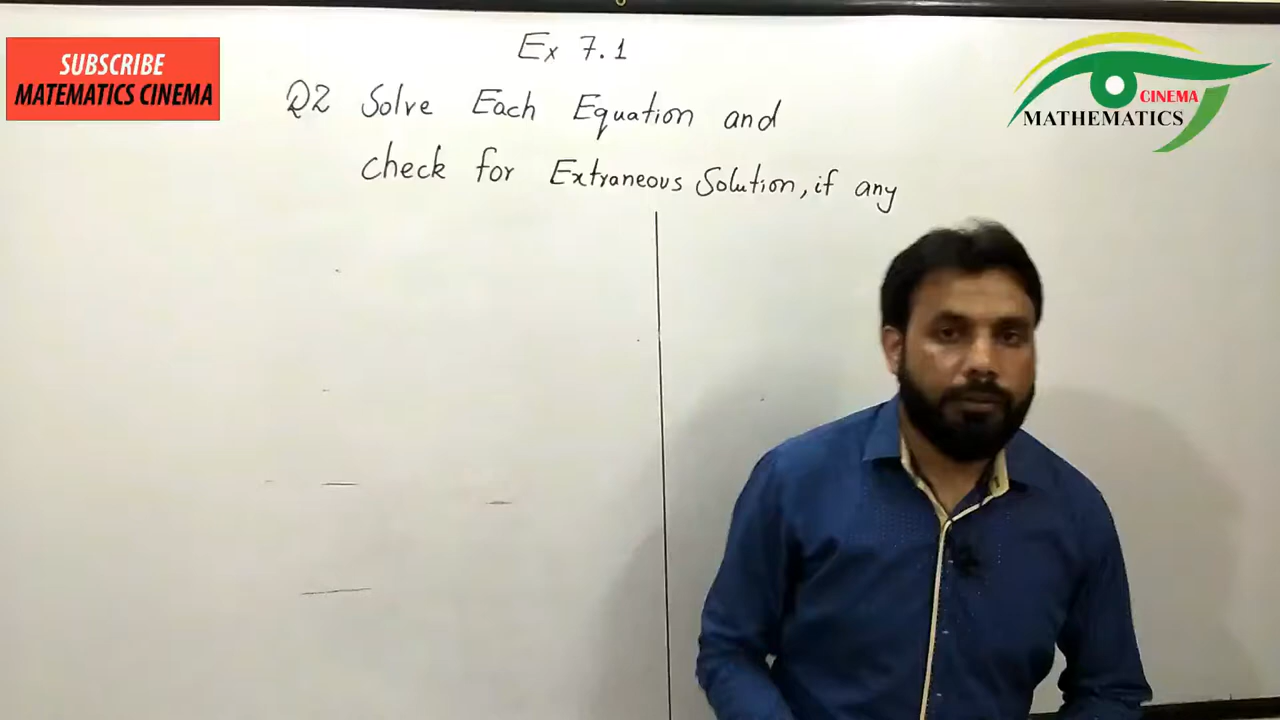 SUBSCRIBE
MATEMATICS CINEMA
Ex 7.1
Q2 Solve Each Equation and
check for Extraneous Solution, if any
CINEMA
MATHEMATICS